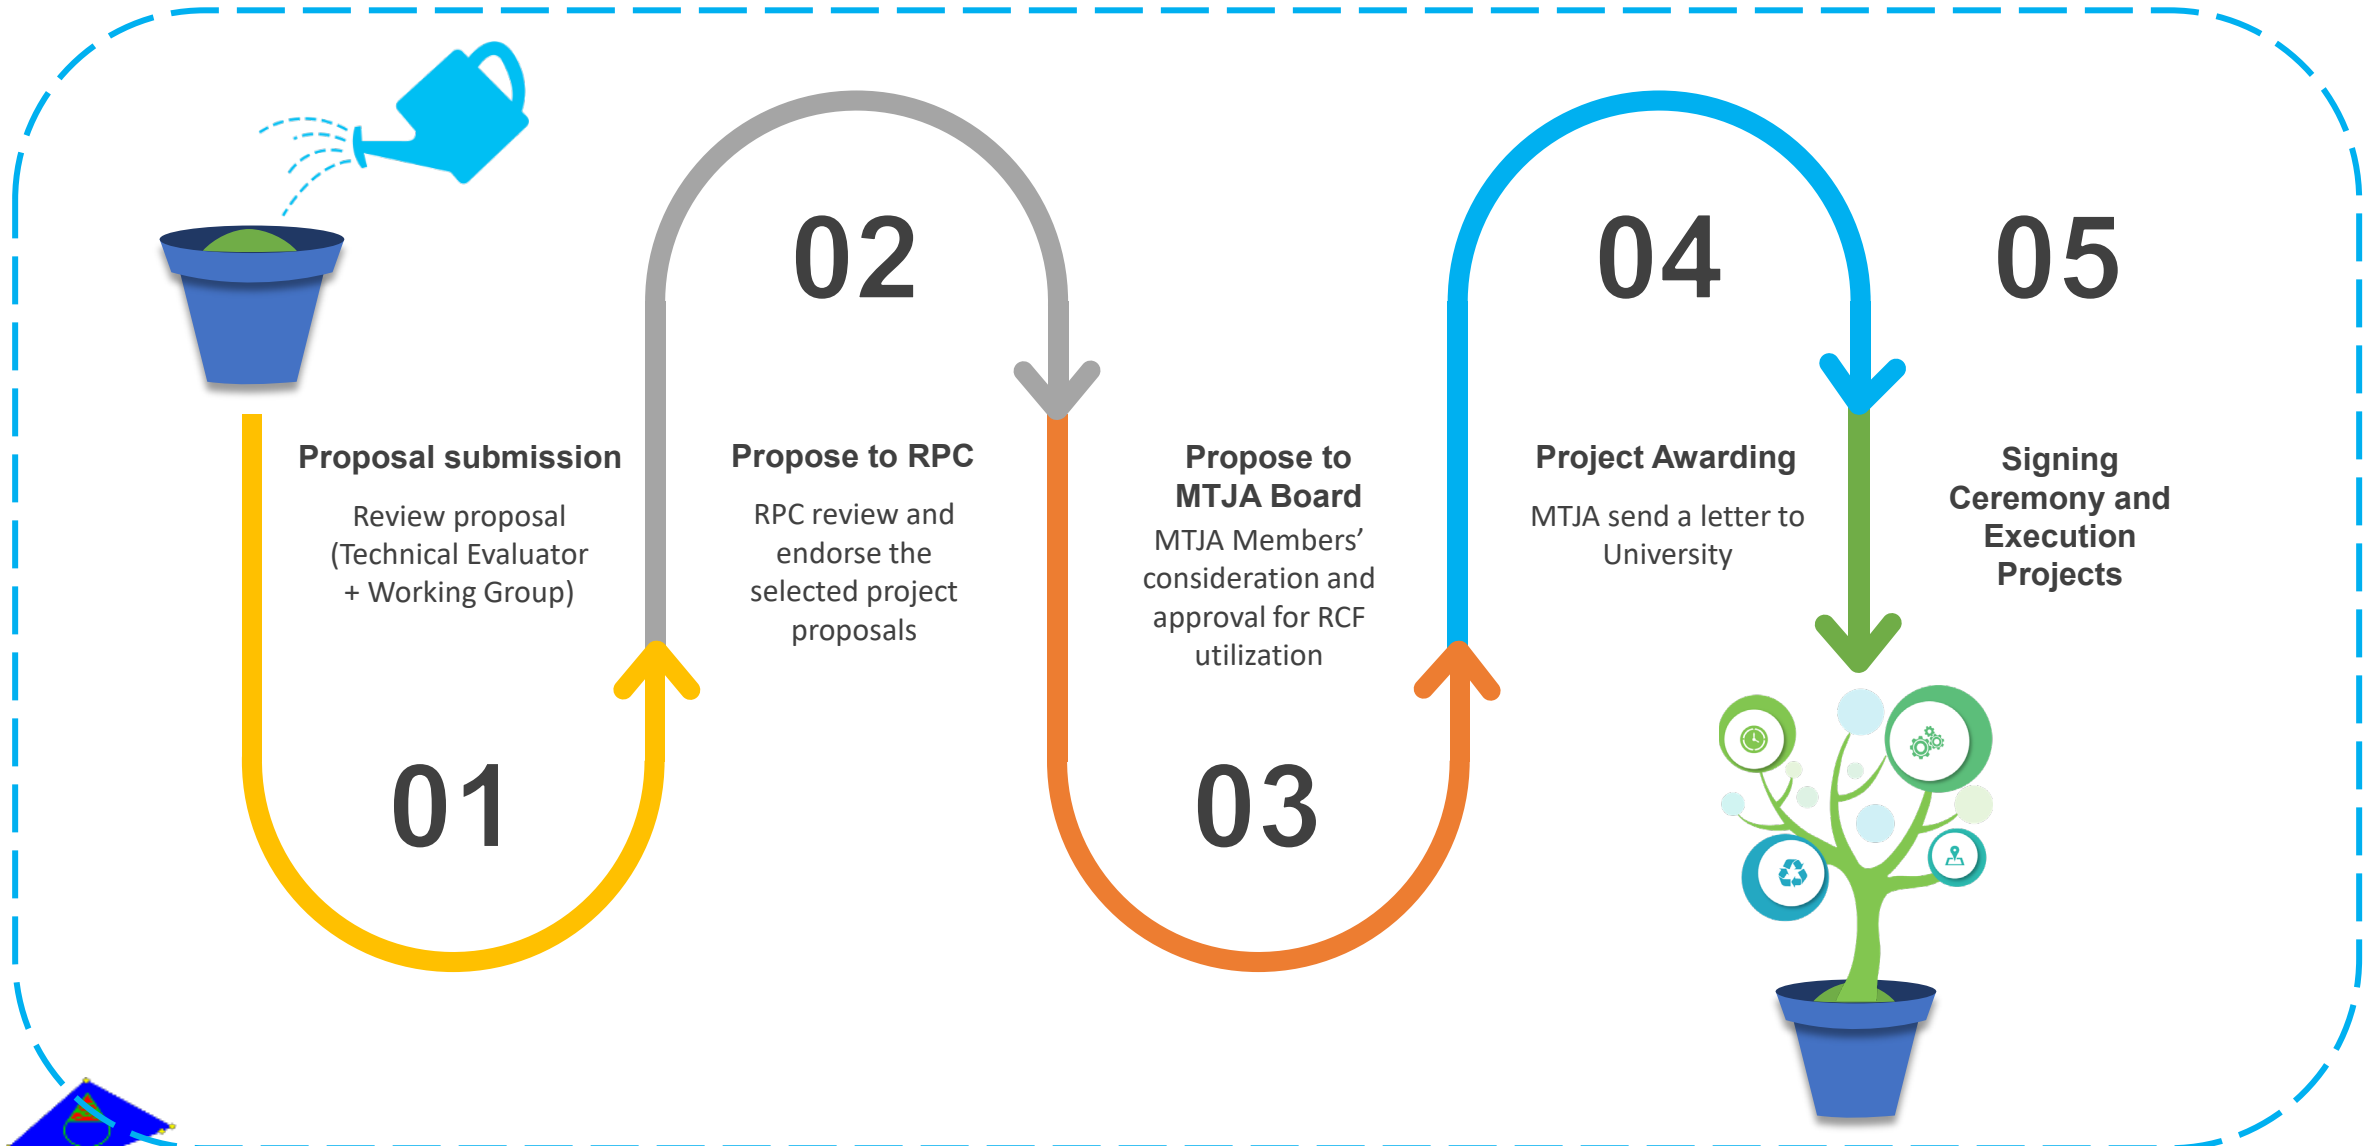 01
Proposal submission
Review proposal
(Technical Evaluator
+ Working Group)
02
Propose to RPC
RPC review and
endorse the
selected project
proposals
03
Propose to
MTJA Board
MTJA Members’
consideration and
approval for RCF
utilization
04
Project Awarding
MTJA send a letter to
University
05
Signing
Ceremony and
Execution
Projects